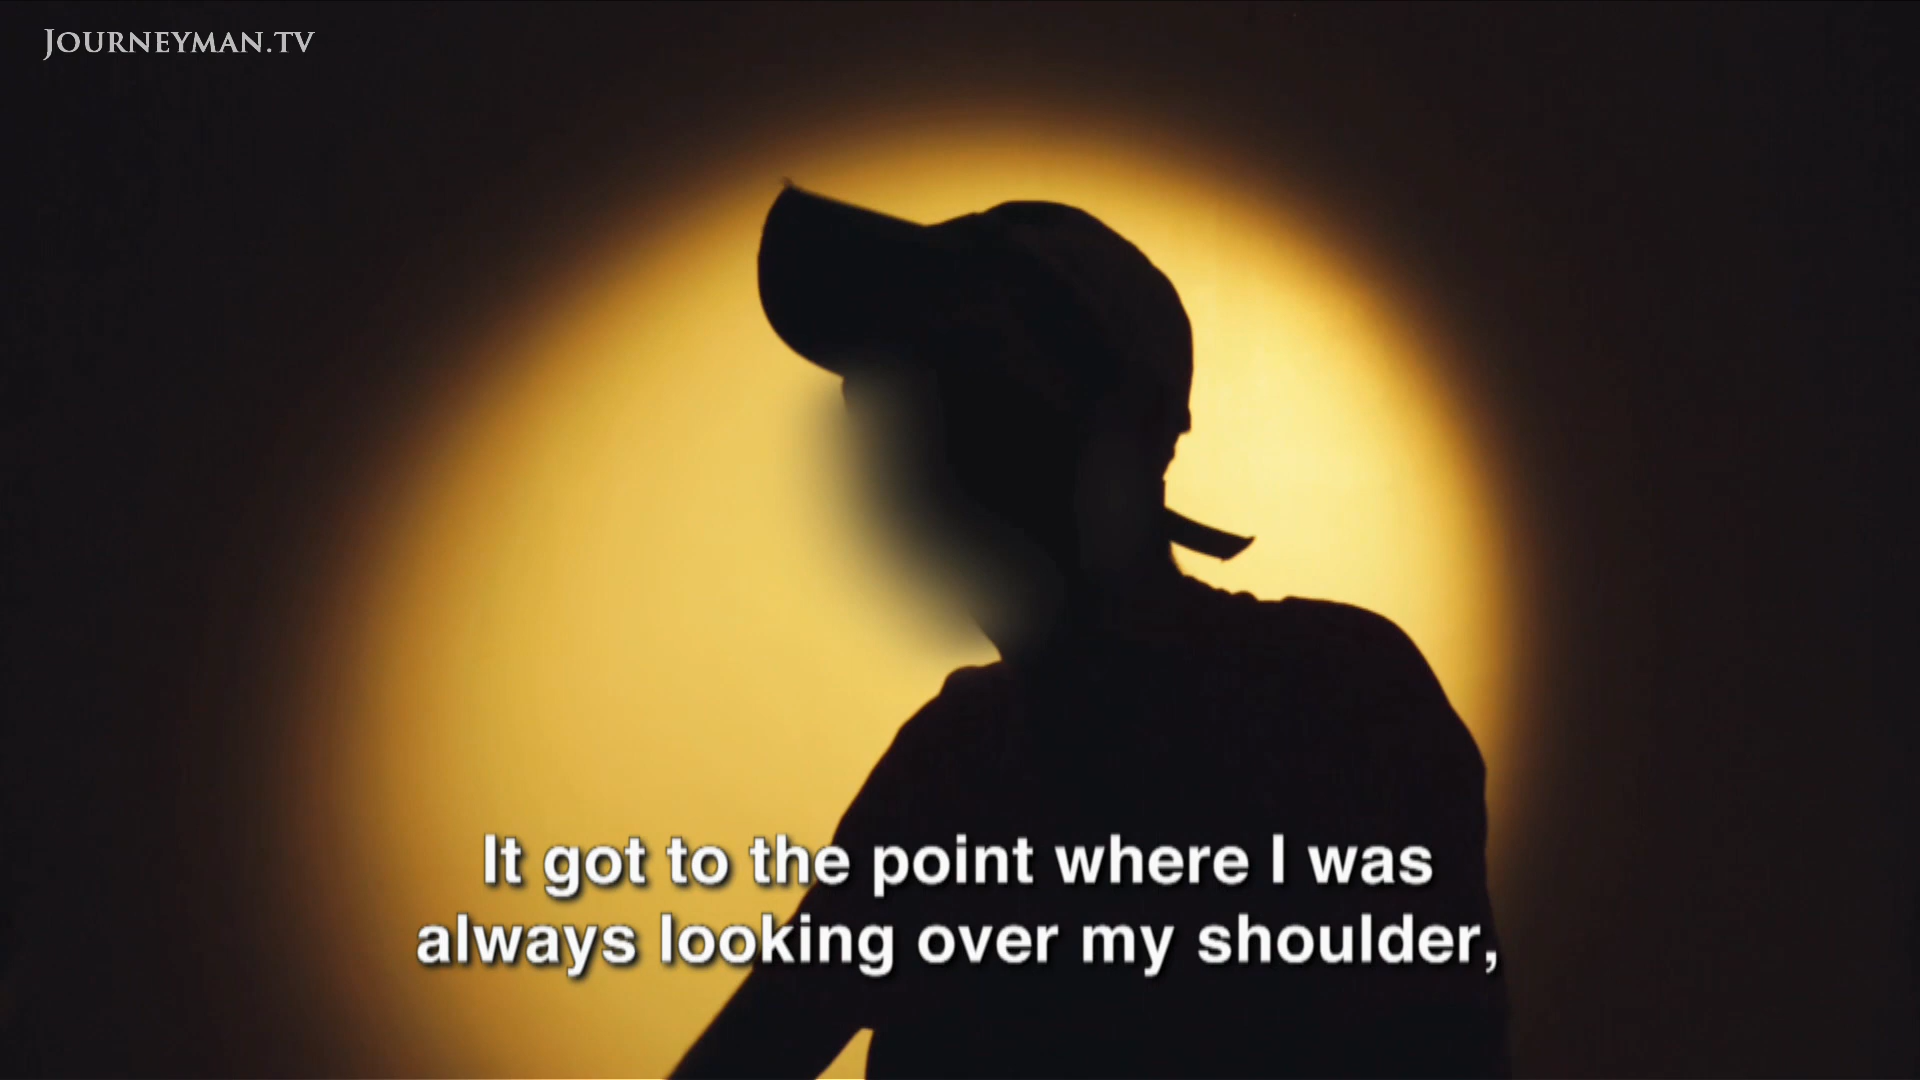 JOURNEYMAN.TV
It got to the point where I was
always looking over my shoulder,